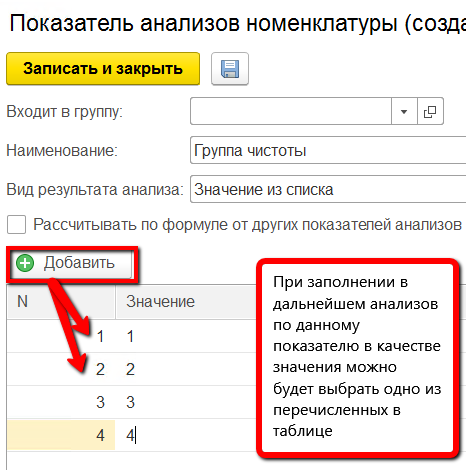 Показатель анализов номенклатуры (созда
Записать и закрыть
Входит в группу:
Наименование: Группа чистоты
Вид результата анализа: Значение из списка
Рассчитывать по формуле от других показателей анализов
Добавить
N Значение
1 1
2 2
3 3
4 4
При заполнении в
дальнейшем анализов
по данному
показателю в качестве
значения можно
будет выбрать одно из
перечисленных в
таблице